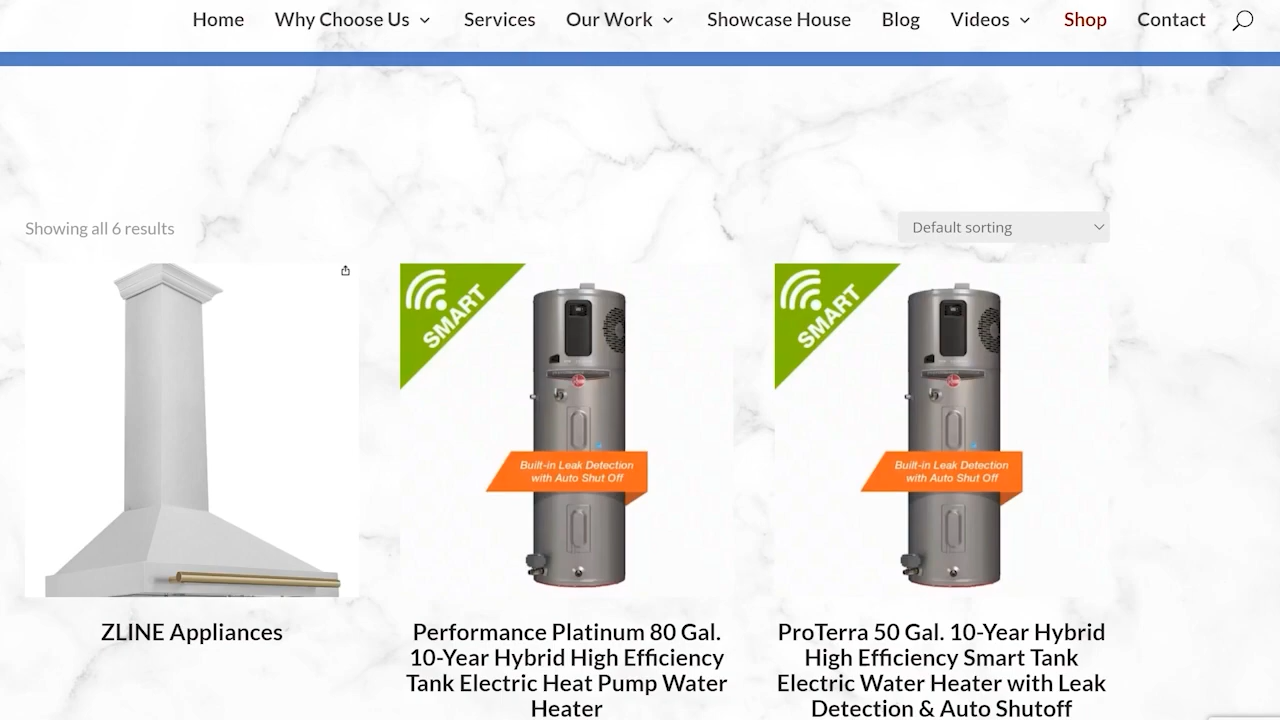 Home Why Choose Us Services Our Work Showcase House Blog Videos Shop Contact
Showing all 6 results
Default sorting
SMART
Built-in Leak Detection
with Auto Shut Off
SMART
Built-in Leak Detection
with Auto Shut Off
ZLINE Appliances
Performance Platinum 80 Gal.
10-Year Hybrid High Efficiency
Tank Electric Heat Pump Water
Heater
ProTerra 50 Gal. 10-Year Hybrid
High Efficiency Smart Tank
Electric Water Heater with Leak
Detection & Auto Shutoff